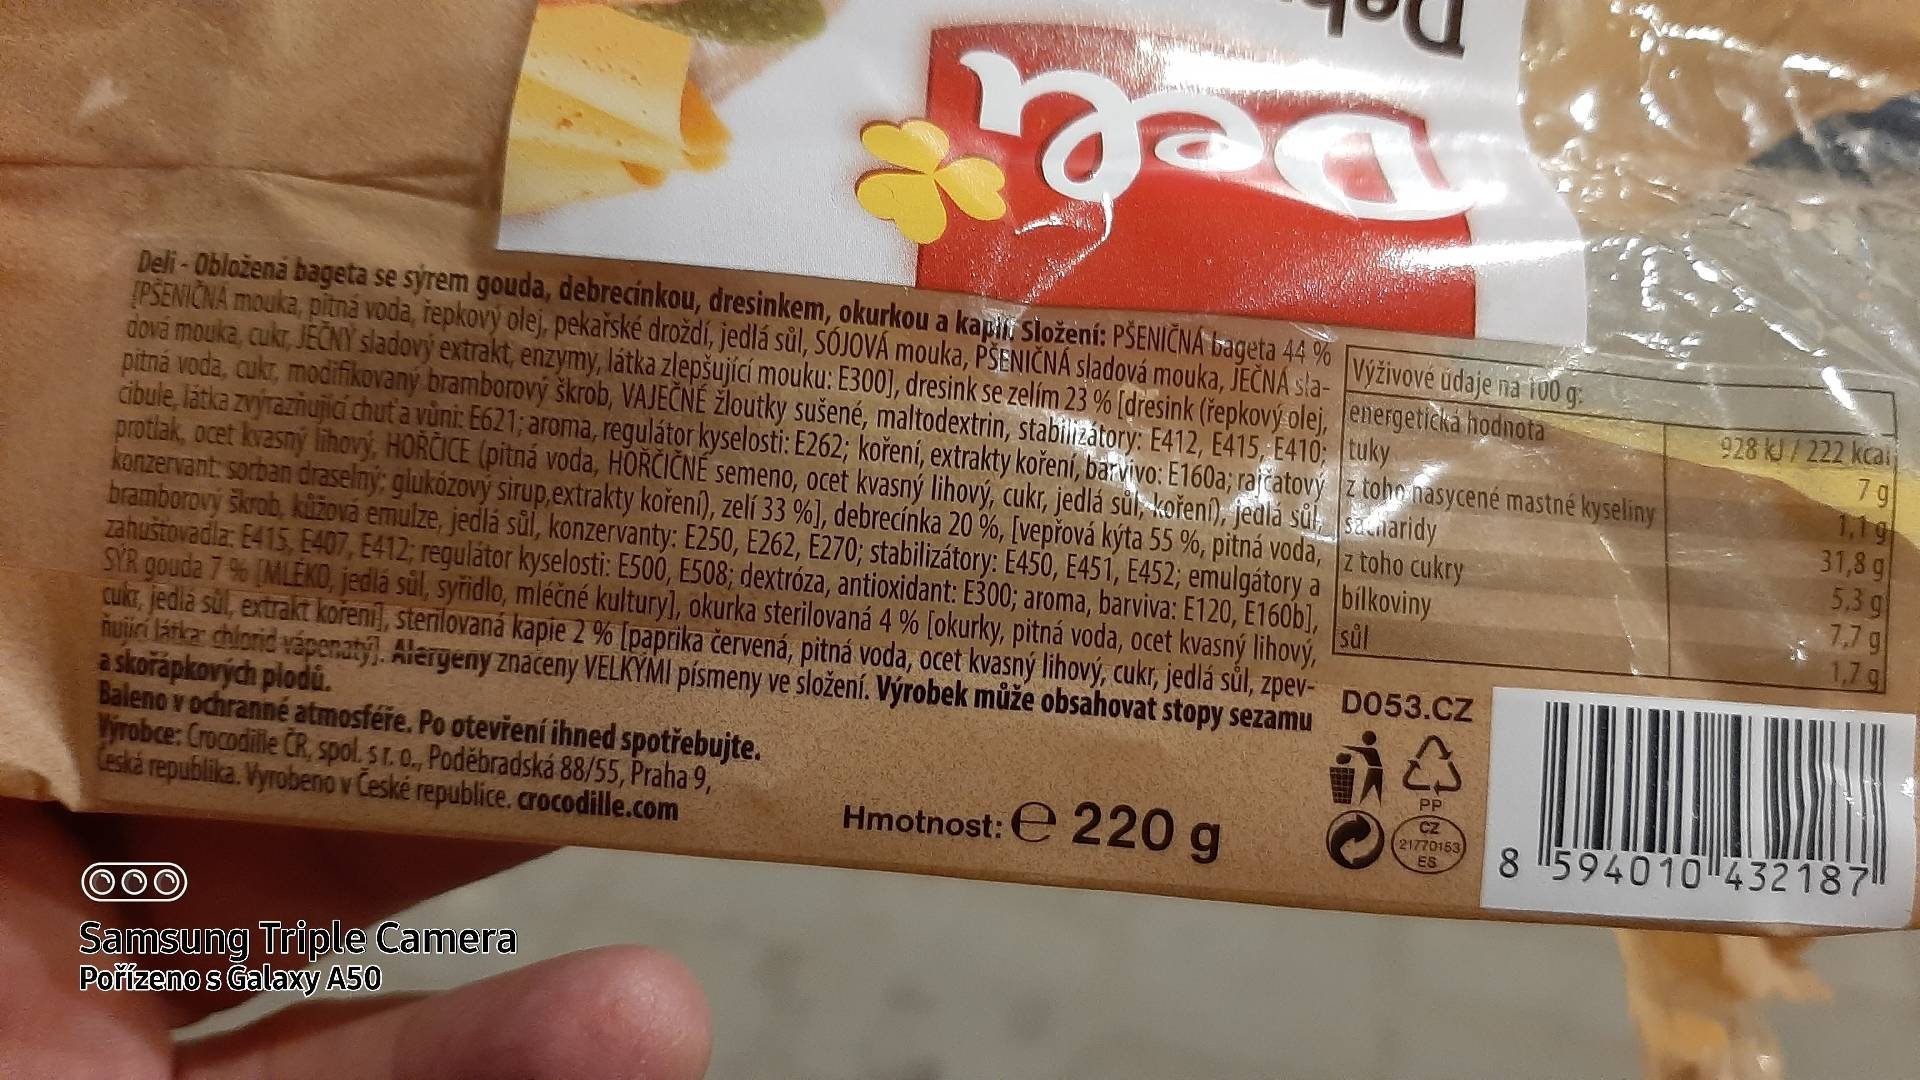 Deb
Deli
Deli - Obložená bageta se sýrem gouda, debrecínkou, dresinkem, okurkou a kapií. Složení: PŠENIČNÁ bageta 44 %
[PŠENIČNÁ mouka, pitná voda, řepkový olej, pekařské droždí, jedlá sůl, SÓJOVÁ mouka, PŠENIČNÁ sladová mouka, JEČNÁ sla-
dová mouka, cukr, JEČNÝ sladový extrakt, enzymy, látka zlepšující mouku: E300], dresink se zelím 23 % [dresink (řepkový olej,
pitná voda, cukr, modifikovaný bramborový škrob, VAJEČNÉ žloutky sušené, maltodextrin, stabilizátory: E412, E415, E410;
cibule, látka zvýrazňující chuť a vůni: E621; aroma, regulátor kyselosti: E262; koření, extrakty koření, barvivo: E160a; rajčatový
protlak, ocet kvasný lihový, HOŘČICE (pitná voda, HOŘČIČNÉ semeno, ocet kvasný lihový, cukr, jedlá sůl, koření), jedlá sůl,
konzervant: sorban draselný; glukózový sirup,extrakty koření), zelí 33 %], debrecínka 20 %, [vepřová kýta 55 %, pitná voda,
bramborový škrob, kůžová emulze, jedlá sůl, konzervanty: E250, E262, E270; stabilizátory: E450, E451, E452; emulgátory a
zahušťovadla: E415, E407, E412; regulátor kyselosti: E500, E508; dextróza, antioxidant: E300; aroma, barviva: E120, E160b],
SÝR gouda 7 % [MLÉKO, jedlá sůl, syřidlo, mléčné kultury], okurka sterilovaná 4 % [okurky, pitná voda, ocet kvasný lihový,
cukr, jedlá sůl, extrakt koření], sterilovaná kapie 2 % [paprika červená, pitná voda, ocet kvasný lihový, cukr, jedlá sůl, zpev-
ňující látka: chlorid vápenatý]. Alergeny značeny VELKÝMI písmeny ve složení. Výrobek může obsahovat stopy sezamu
a skořápkových plodů.
Baleno v ochranné atmosféře. Po otevření ihned spotřebujte.
Výrobce: Crocodille ČR, spol. s r. o., Poděbradská 88/55, Praha 9,
Česká republika. Vyrobeno v České republice. crocodille.com
Hmotnost: e 220 g
Výživové údaje na 100 g:
energetická hodnota 928 kJ / 222 kcal
tuky 7 g
z toho nasycené mastné kyseliny 1,1 g
sacharidy 31,8 g
z toho cukry 5,3 g
bílkoviny 7,7 g
sůl 1,7 g
DO53.CZ
PP
CZ
21770153
ES
8 594010 432187
Samsung Triple Camera
Pořízeno s Galaxy A50